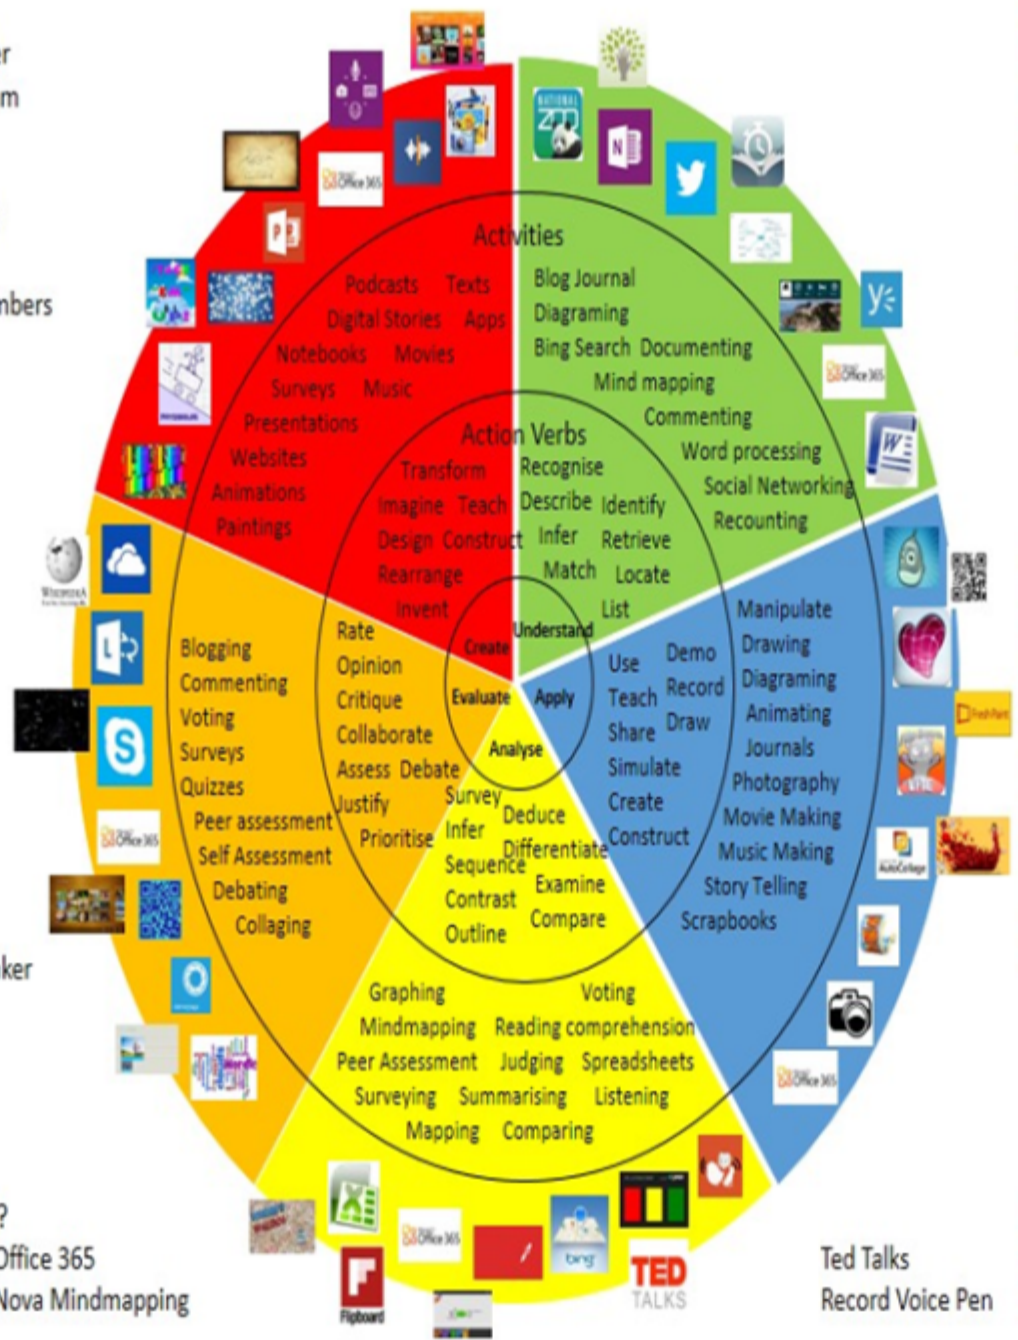 er
m
mbers
ker
?
Office 365
Nova Mindmapping
Ted Talks
Record Voice Pen
Activities
Podcasts Texts
Digital Stories Apps
Notebooks Movies
Surveys Music
Presentations
Websites
Animations
Paintings
Blog Journal
Diagraming
Bing Search Documenting
Mind mapping
Commenting
Word processing
Social Networking
Recounting
Action Verbs
Transform
Imagine Teach
Design Construct
Rearrange
Invent
Recognise
Describe Identify
Infer Retrieve
Match Locate
List
Create
Understand
Evaluate
Apply
Analyse
Blogging
Commenting
Voting
Surveys
Quizzes
Peer assessment
Self Assessment
Debating
Collaging
Rate
Opinion
Critique
Collaborate
Assess Debate
Justify
Prioritise
Use Demo
Teach Record
Share Draw
Simulate
Create
Construct
Manipulate
Drawing
Diagraming
Animating
Journals
Photography
Movie Making
Music Making
Story Telling
Scrapbooks
Survey Deduce
Infer Differentiate
Sequence Examine
Contrast Compare
Outline
Graphing Voting
Mindmapping Reading comprehension
Peer Assessment Judging Spreadsheets
Surveying Summarising Listening
Mapping Comparing
NATIONAL
ZOO
N
Office 365
P
Y
Office 365
W
WIKIPEDIA
L
S
Office 365
FreshPaint
AutoCollage
Office 365
X
Office 365
bing
Flipboard
TED
TALKS